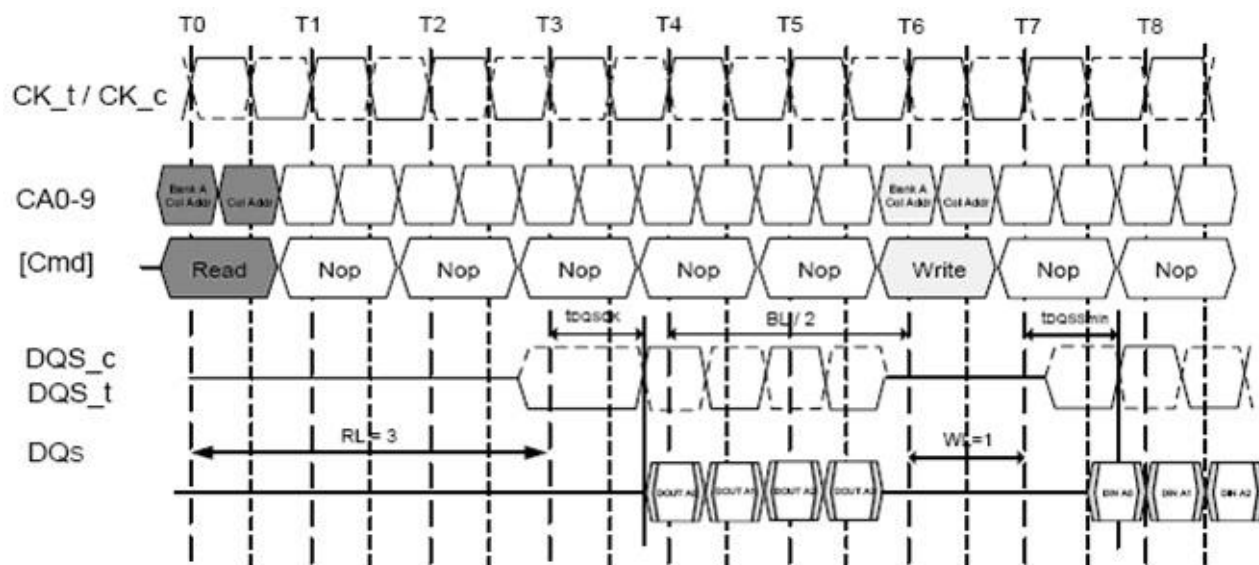 T0 T1 T2 T3 T4 T5 T6 T7 T8
CK_t / CK_c
CA0-9
Bank A Col Addr
Col Addr
Bank A Col Addr
Col Addr
[Cmd]
Read Nop Nop Nop Nop Nop Write Nop Nop
tDQSCK
BL / 2
tDQSSmin
DQS_c
DQS_t
RL = 3
WL=1
DQs
DOUT A0 DOUT A1 DOUT A2 DOUT A3 DIN A0 DIN A1 DIN A2